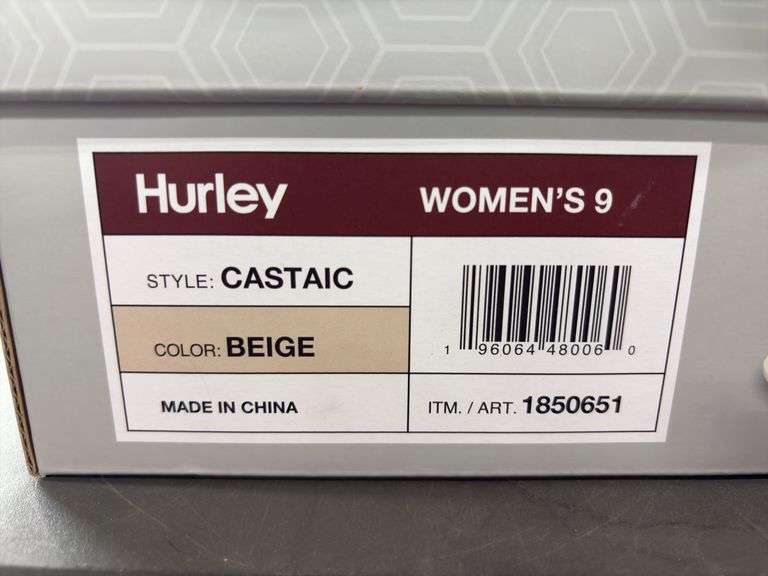 Hurley
WOMEN'S 9
STYLE: CASTAIC
COLOR: BEIGE
1 96064 48006 0
MADE IN CHINA
ITM. / ART. 1850651